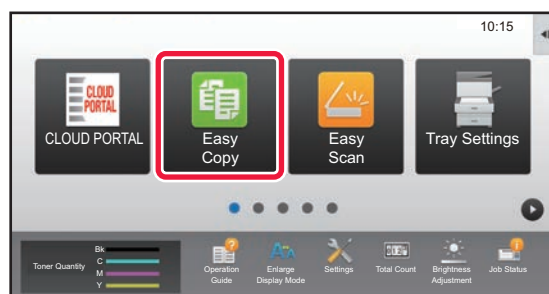 10:15
CLOUD
PORTAL
CLOUD PORTAL
Easy
Copy
Easy
Scan
Tray Settings
Toner Quantity
Bk
C
M
Y
Operation
Guide
Enlarge
Display Mode
Settings
Total Count
Brightness
Adjustment
Job Status